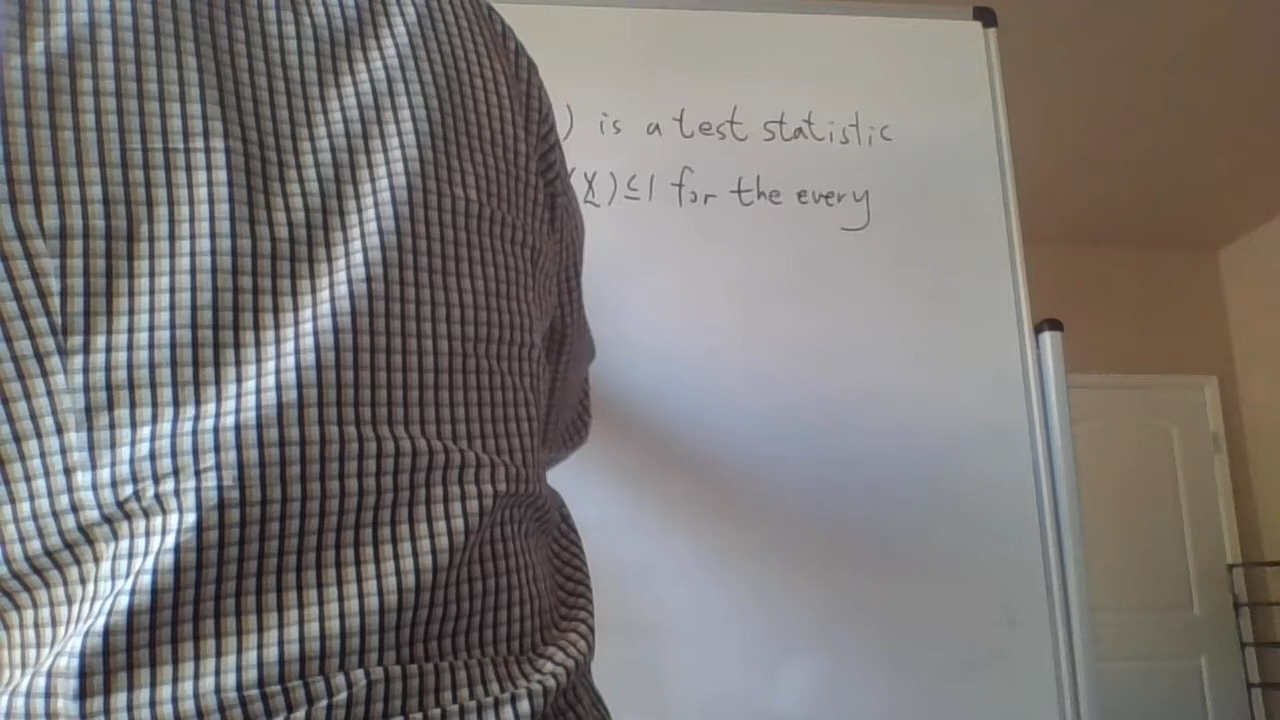 ) is a test statistic
(X) ≤ 1 for the every